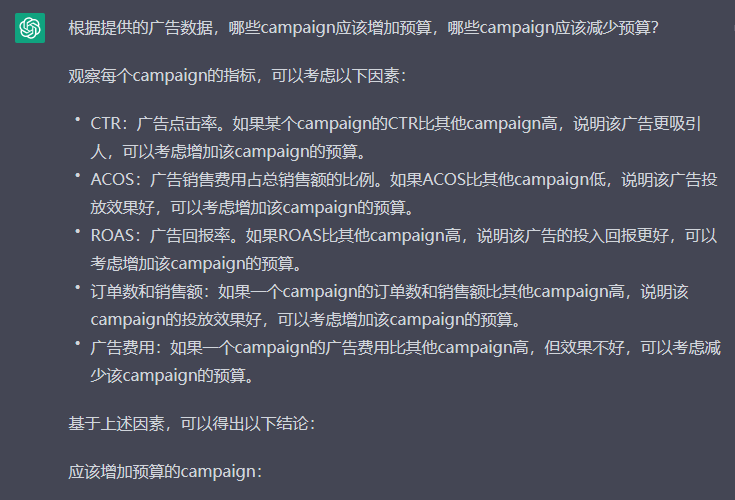 根据提供的广告数据，哪些campaign应该增加预算，哪些campaign应该减少预算？
观察每个campaign的指标，可以考虑以下因素：
• CTR：广告点击率。如果某个campaign的CTR比其他campaign高，说明该广告更吸引
人，可以考虑增加该campaign的预算。
• ACOS：广告销售费用占总销售额的比例。如果ACOS比其他campaign低，说明该广告投
放效果好，可以考虑增加该campaign的预算。
• ROAS：广告回报率。如果ROAS比其他campaign高，说明该广告的投入回报更好，可以
考虑增加该campaign的预算。
• 订单数和销售额：如果一个campaign的订单数和销售额比其他campaign高，说明该
campaign的投放效果好，可以考虑增加该campaign的预算。
• 广告费用：如果一个campaign的广告费用比其他campaign高，但效果不好，可以考虑减
少该campaign的预算。
基于上述因素，可以得出以下结论：
应该增加预算的campaign：